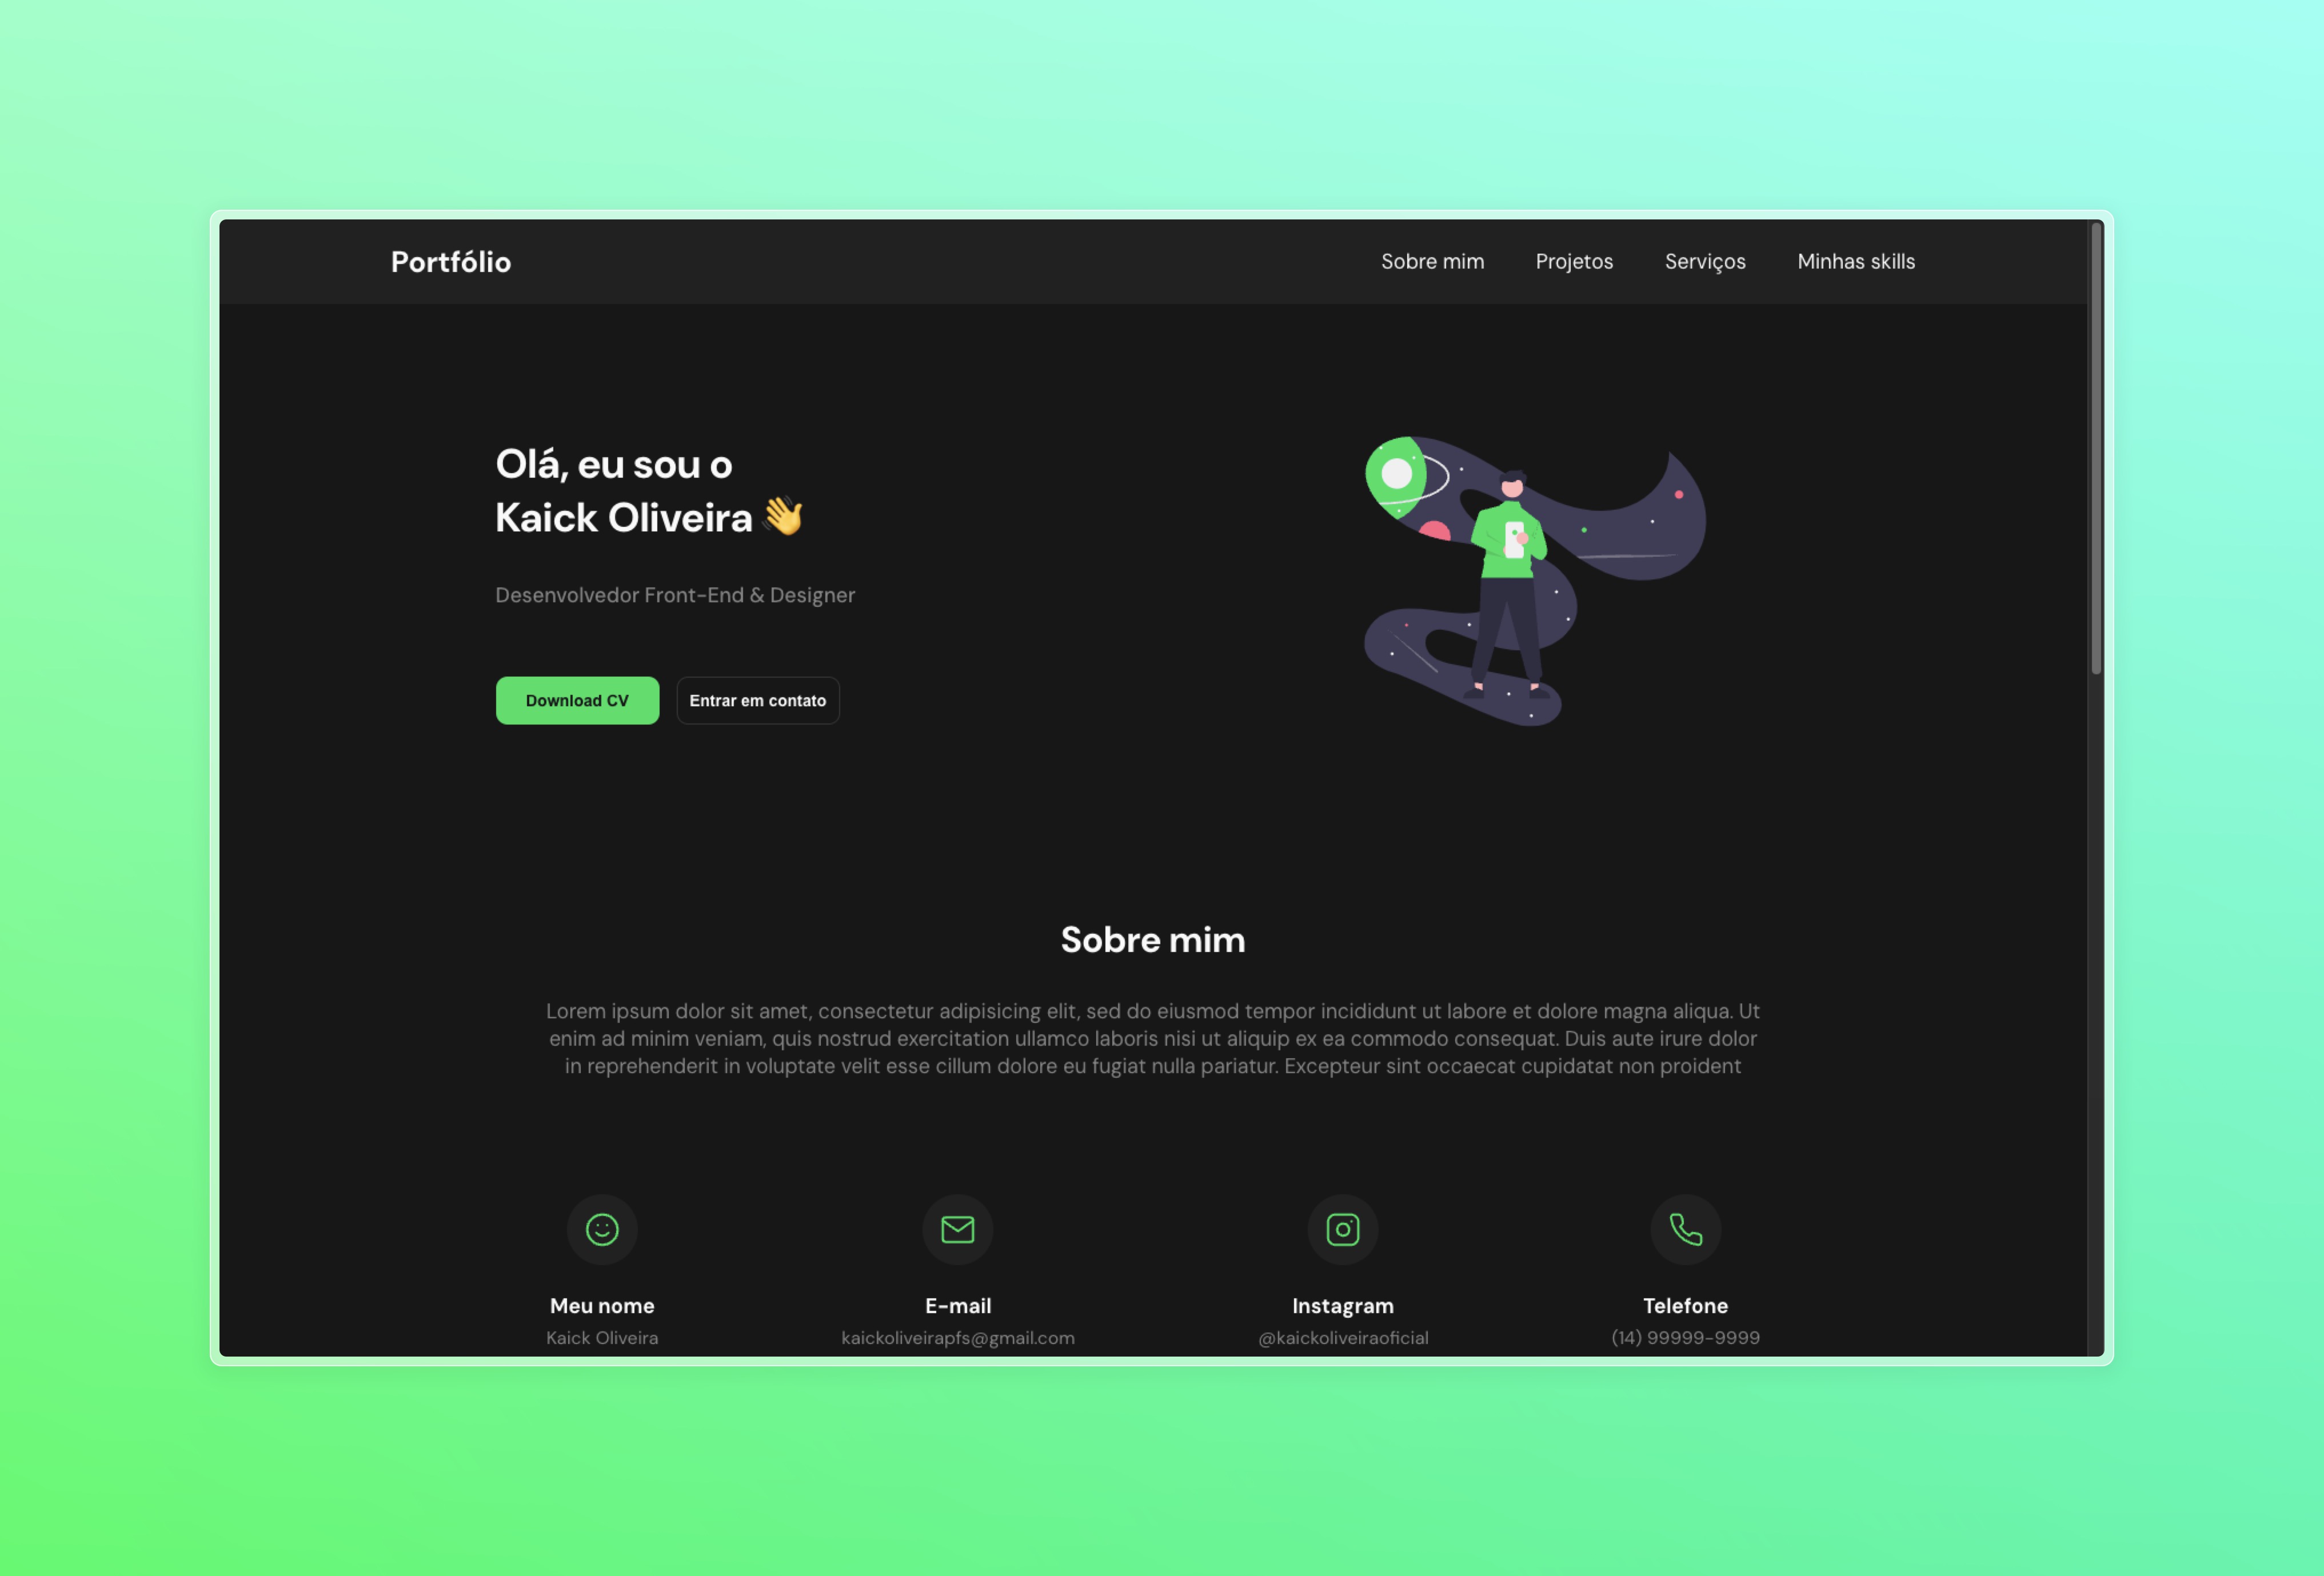 Portfólio
Sobre mim
Projetos
Serviços
Minhas skills
Olá, eu sou o
Kaick Oliveira 👋
Desenvolvedor Front-End & Designer
Download CV
Entrar em contato
Sobre mim
Lorem ipsum dolor sit amet, consectetur adipisicing elit, sed do eiusmod tempor incididunt ut labore et dolore magna aliqua. Ut
enim ad minim veniam, quis nostrud exercitation ullamco laboris nisi ut aliquip ex ea commodo consequat. Duis aute irure dolor
in reprehenderit in voluptate velit esse cillum dolore eu fugiat nulla pariatur. Excepteur sint occaecat cupidatat non proident
Meu nome
Kaick Oliveira
E-mail
kaickoliveirapfs@gmail.com
Instagram
@kaickoliveiraoficial
Telefone
(14) 99999-9999